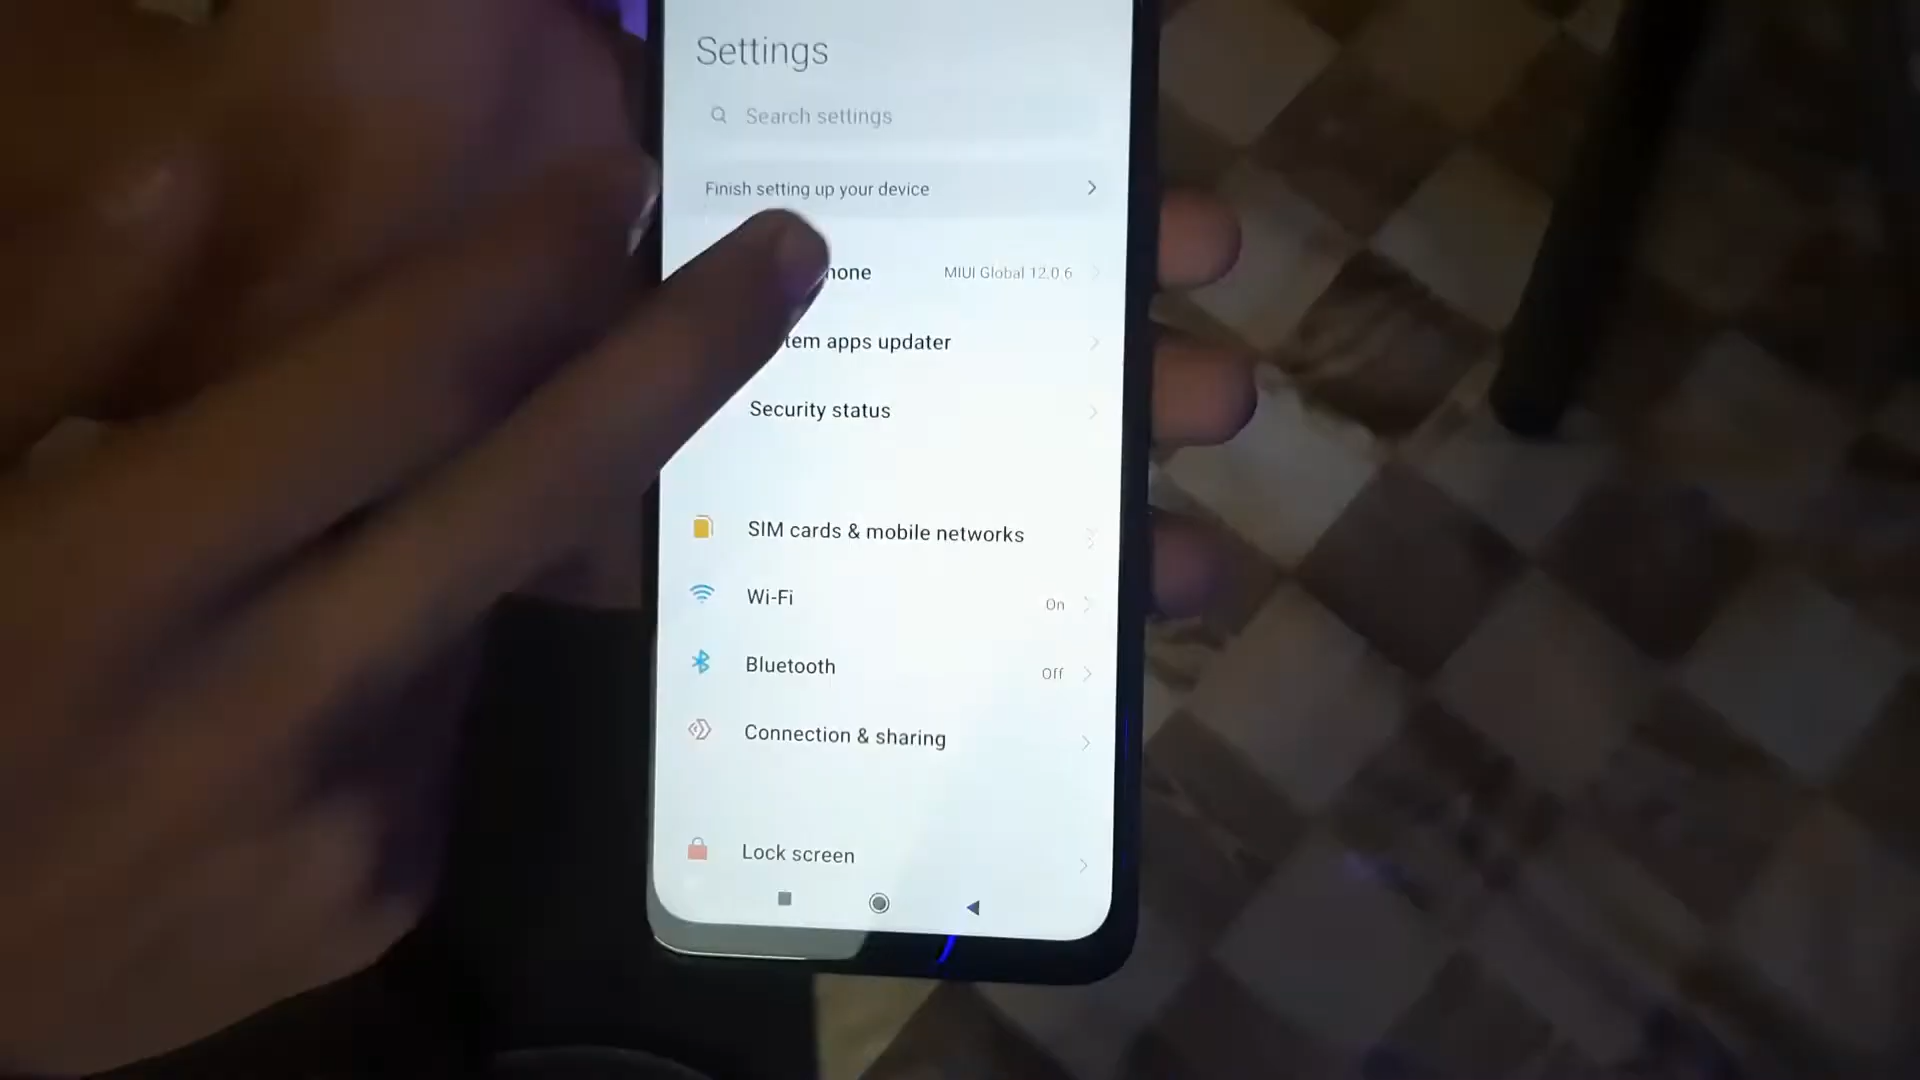 Settings
Search settings
Finish setting up your device
hone MIUI Global 12.0.6
tem apps updater
Security status
SIM cards & mobile networks
Wi-Fi On
Bluetooth Off
Connection & sharing
Lock screen